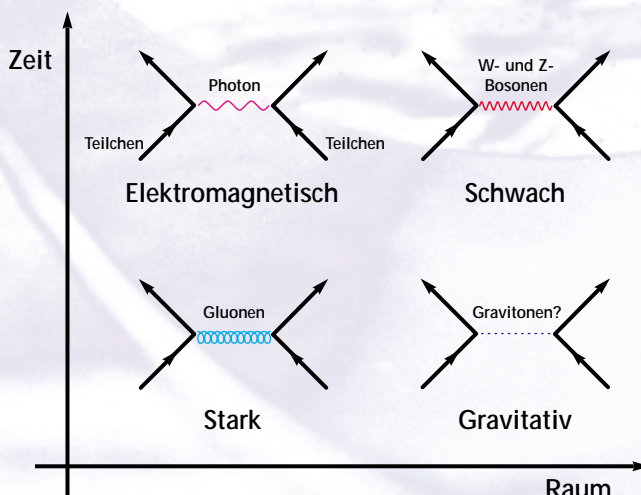 Zeit
Photon
Teilchen
Teilchen
Elektromagnetisch
W- und Z-
Bosonen
Schwach
Gluonen
Stark
Gravitonen?
Gravitativ
Raum